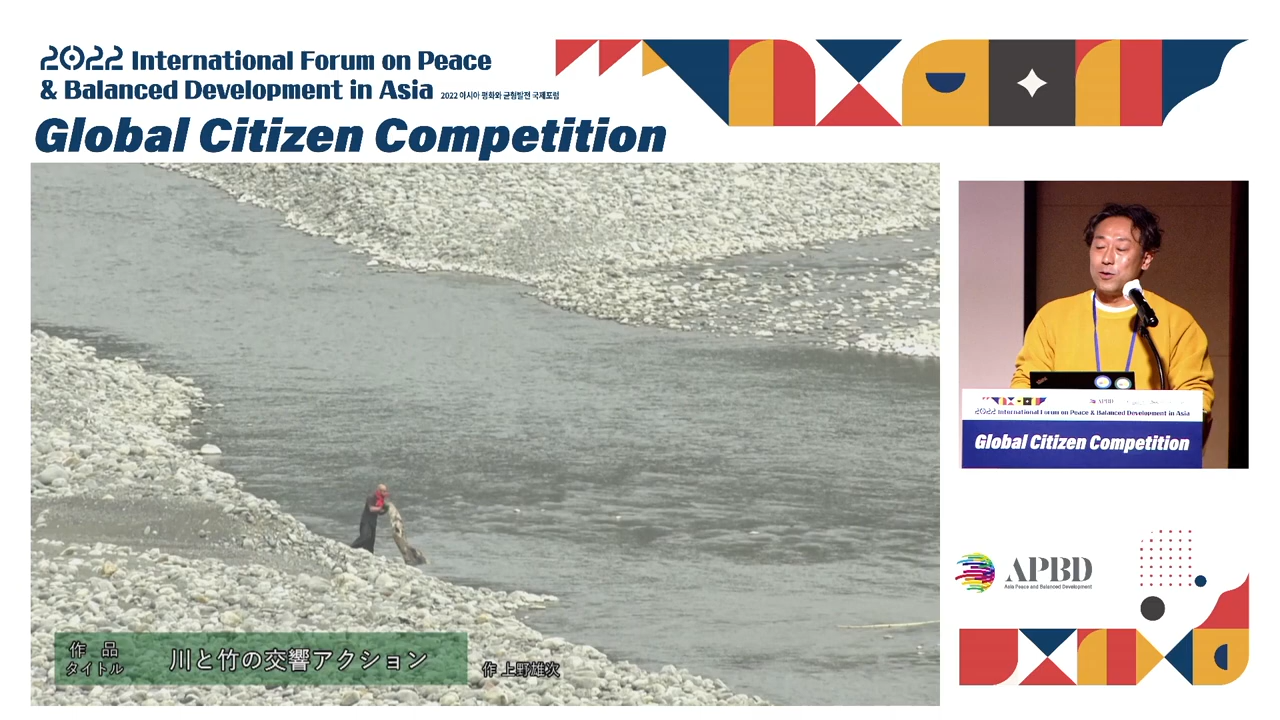 2022 International Forum on Peace
& Balanced Development in Asia 2022 아시아 평화와 균형발전 국제포럼
Global Citizen Competition
2022 International Forum on Peace & Balanced Development in Asia
Global Citizen Competition
APBD
Asia Peace and Balanced Development
作品
タイトル
川と竹の交響アクション
作 上野雄次